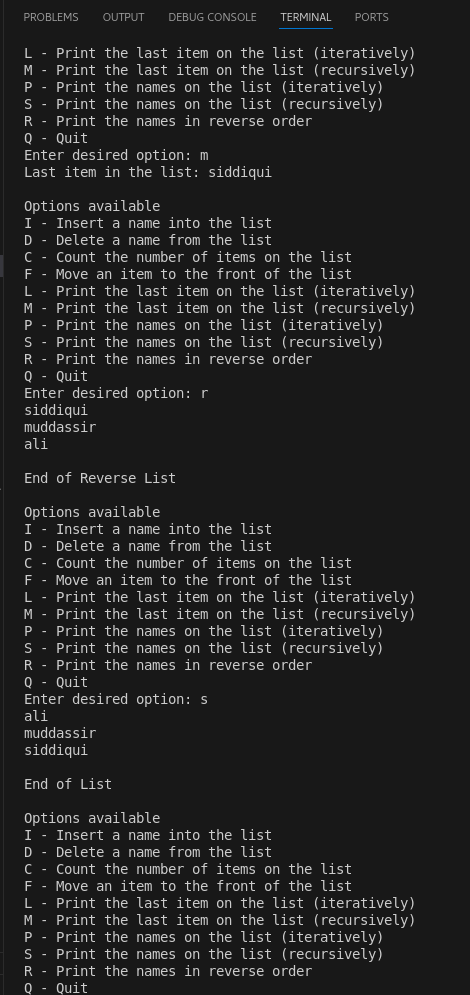 PROBLEMS OUTPUT DEBUG CONSOLE TERMINAL PORTS
L - Print the last item on the list (iteratively)
M - Print the last item on the list (recursively)
P - Print the names on the list (iteratively)
S - Print the names on the list (recursively)
R - Print the names in reverse order
Q - Quit
Enter desired option: m
Last item in the list: siddiqui
Options available
I - Insert a name into the list
D - Delete a name from the list
C - Count the number of items on the list
F - Move an item to the front of the list
L - Print the last item on the list (iteratively)
M - Print the last item on the list (recursively)
P - Print the names on the list (iteratively)
S - Print the names on the list (recursively)
R - Print the names in reverse order
Q - Quit
Enter desired option: r
siddiqui
muddassir
ali
End of Reverse List
Options available
I - Insert a name into the list
D - Delete a name from the list
C - Count the number of items on the list
F - Move an item to the front of the list
L - Print the last item on the list (iteratively)
M - Print the last item on the list (recursively)
P - Print the names on the list (iteratively)
S - Print the names on the list (recursively)
R - Print the names in reverse order
Q - Quit
Enter desired option: s
ali
muddassir
siddiqui
End of List
Options available
I - Insert a name into the list
D - Delete a name from the list
C - Count the number of items on the list
F - Move an item to the front of the list
L - Print the last item on the list (iteratively)
M - Print the last item on the list (recursively)
P - Print the names on the list (iteratively)
S - Print the names on the list (recursively)
R - Print the names in reverse order
Q - Quit